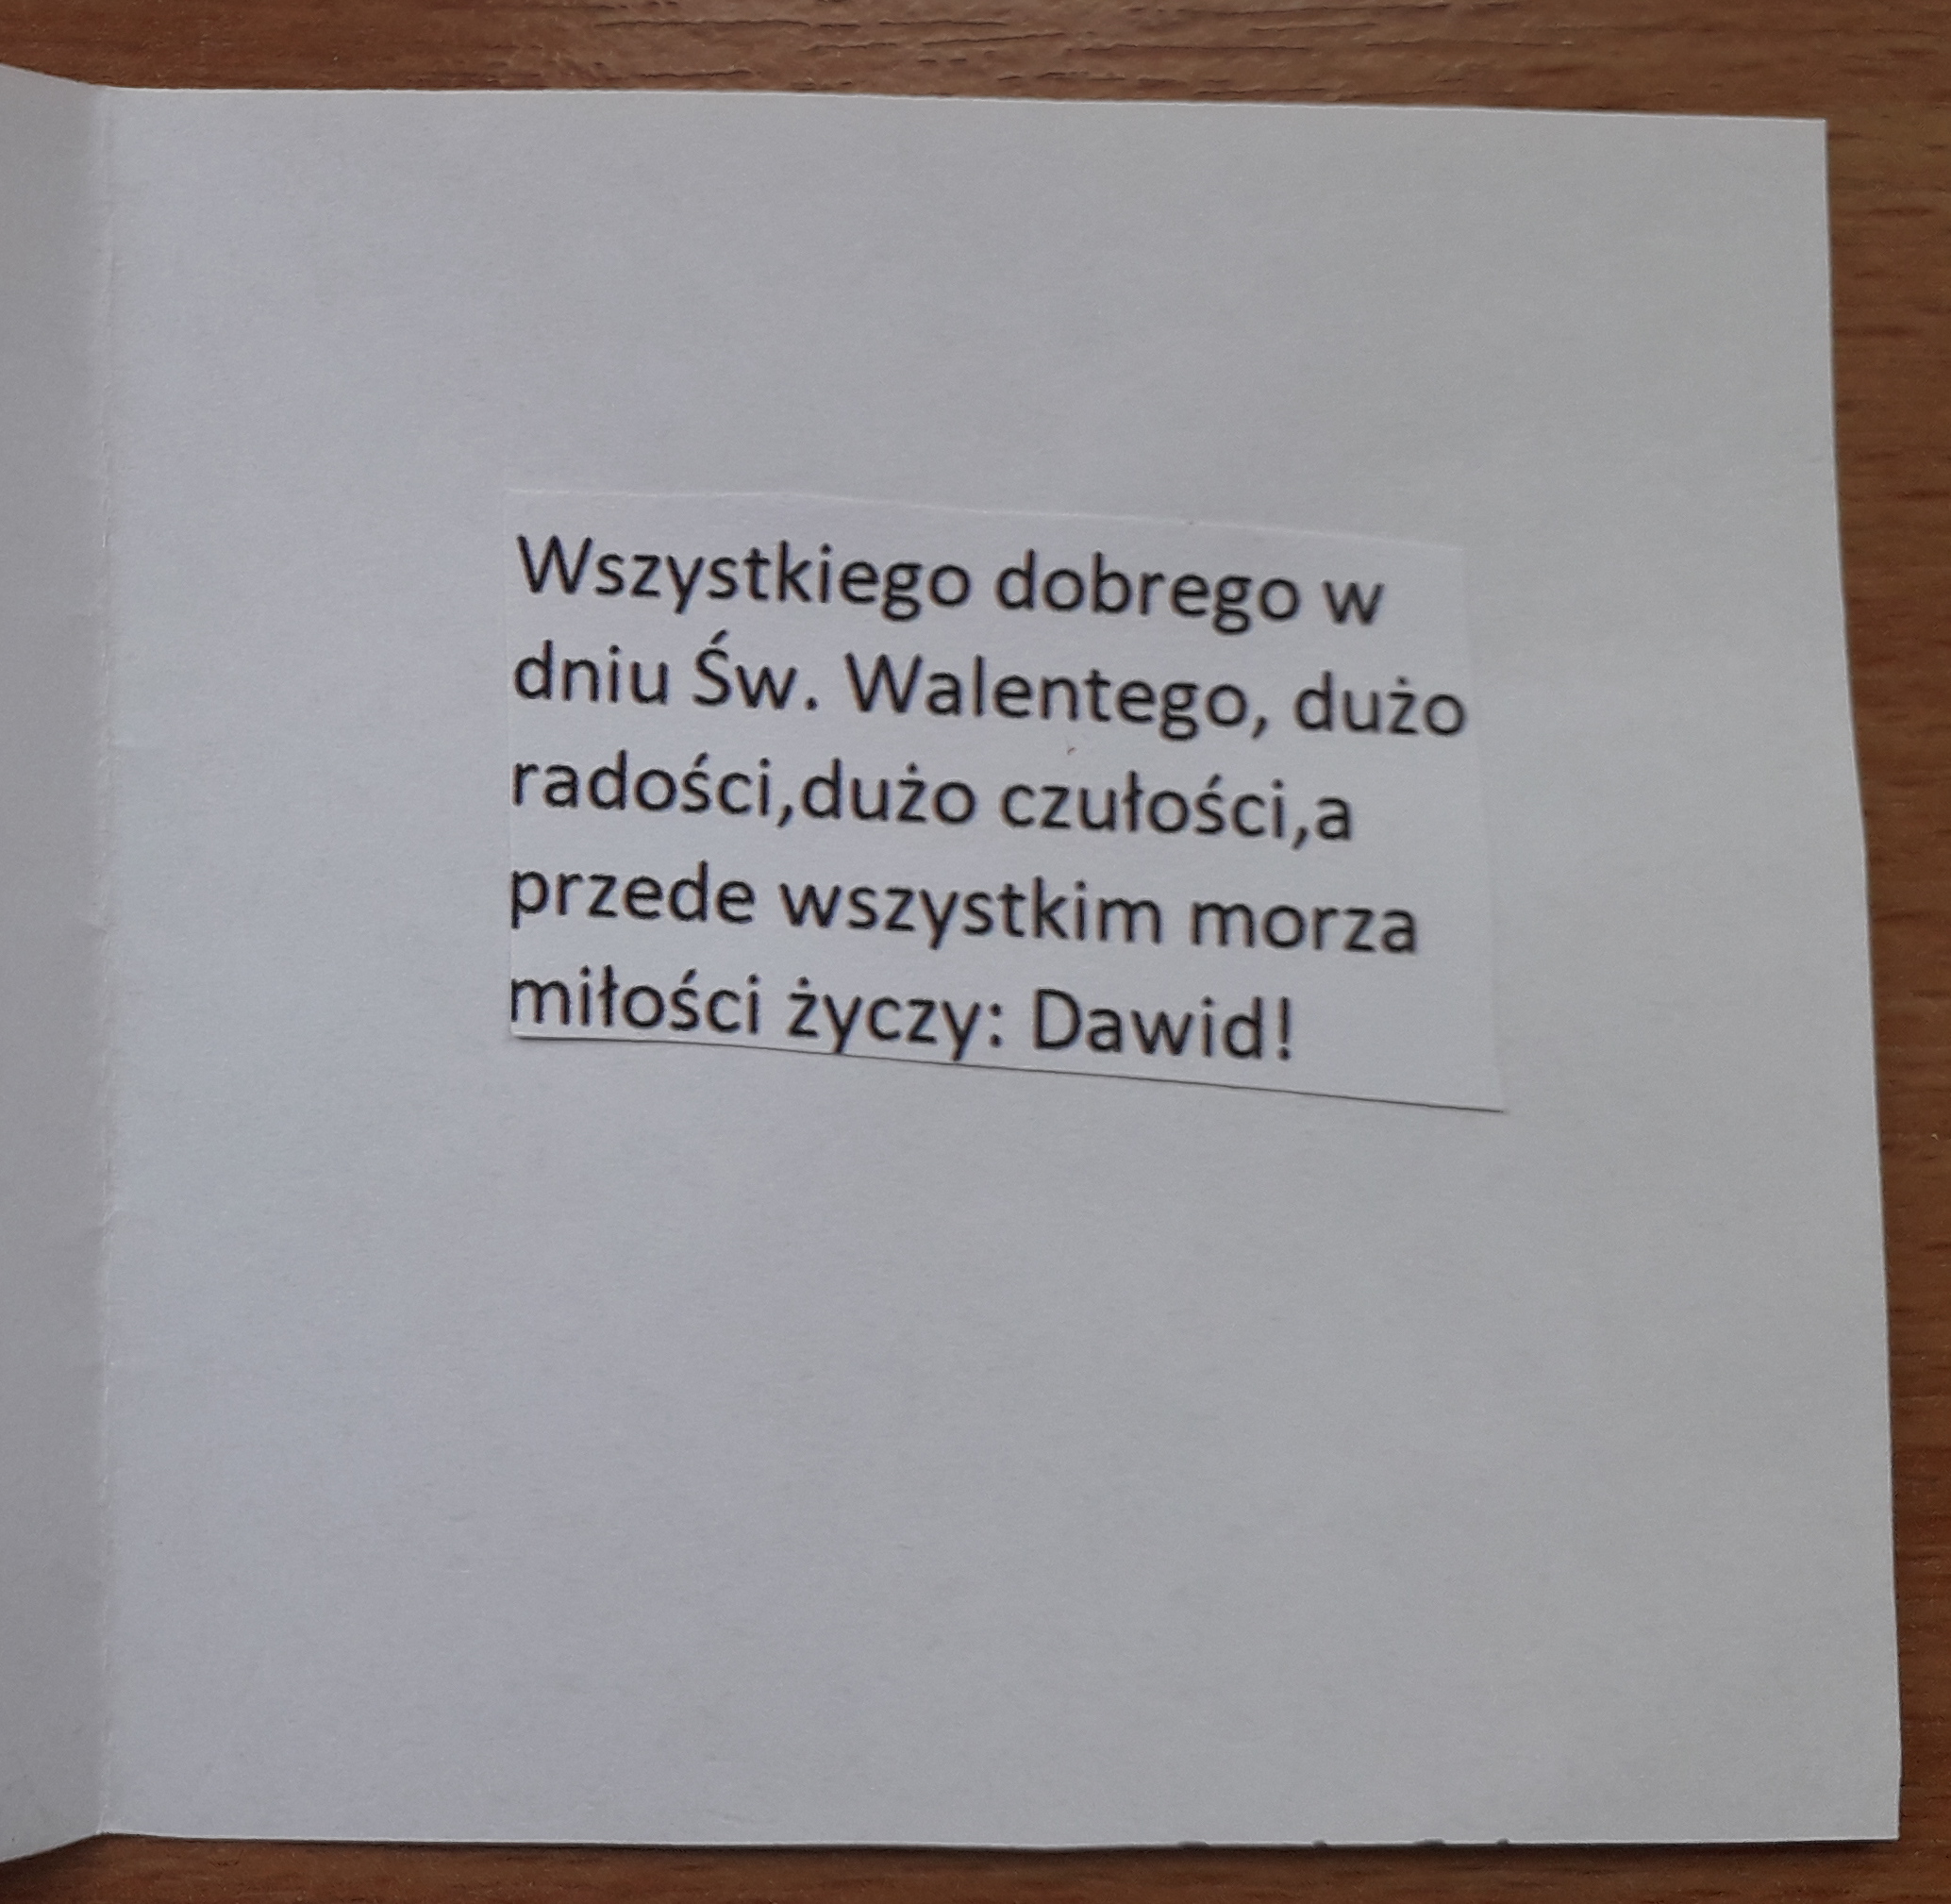 Wszystkiego dobrego w
dniu Św. Walentego, dużo
radości,dużo czułości,a
przede wszystkim morza
miłości życzy: Dawid!